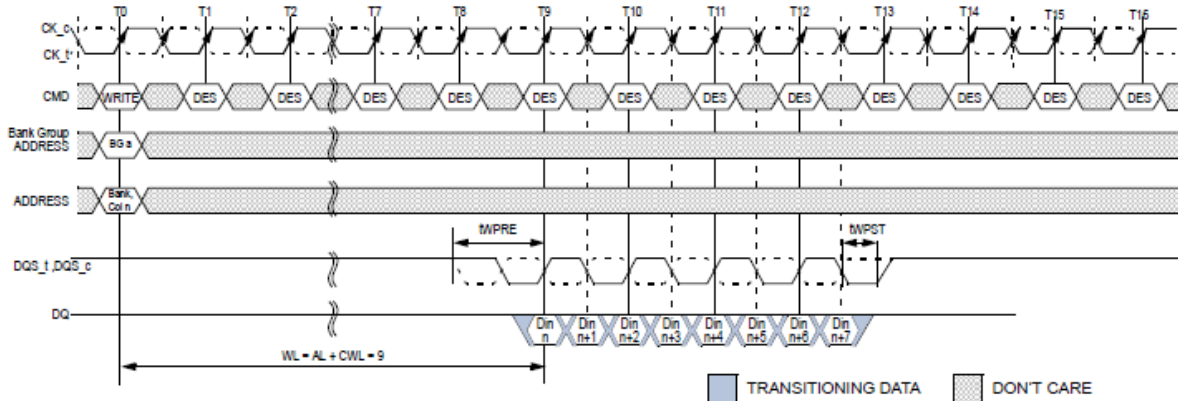 T0 T1 T2 T7 T8 T9 T10 T11 T12 T13 T14 T15 T16
CK_c
CK_t
CMD WRITE DES DES DES DES DES DES DES DES DES DES DES DES
Bank Group
ADDRESS BG a
ADDRESS Bank,
Col n
tWPRE tWPST
DQS_t ,DQS_c
DQ Din n Din n+1 Din n+2 Din n+3 Din n+4 Din n+5 Din n+6 Din n+7
WL = AL + CWL = 9
TRANSITIONING DATA DON'T CARE